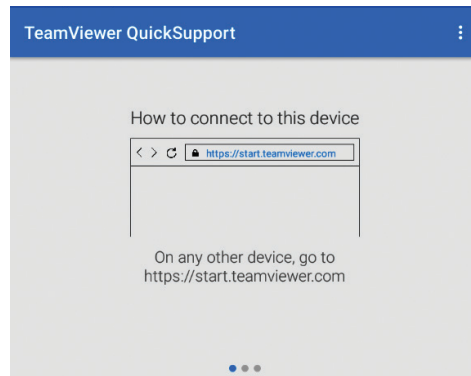 TeamViewer QuickSupport
How to connect to this device
https://start.teamviewer.com
On any other device, go to
https://start.teamviewer.com